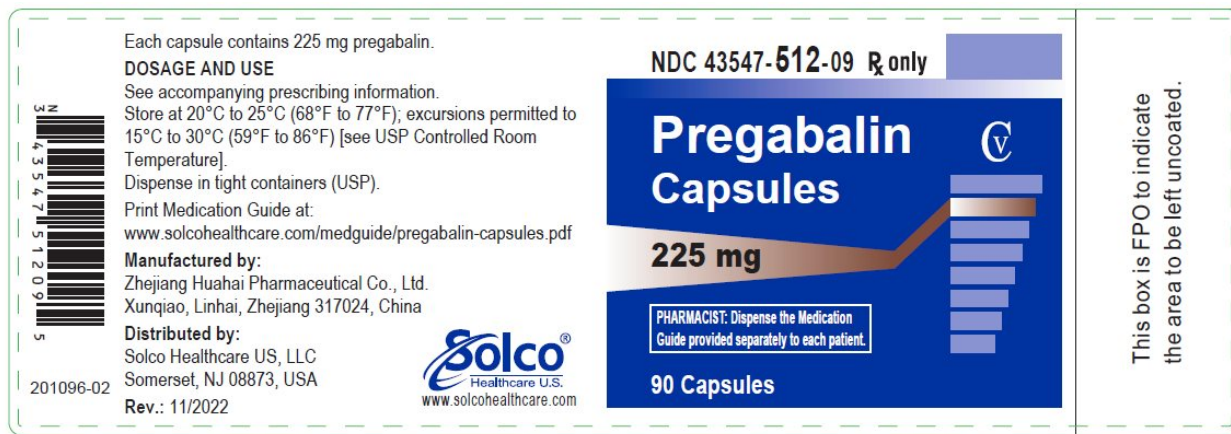 Each capsule contains 225 mg pregabalin.
DOSAGE AND USE
See accompanying prescribing information.
Store at 20°C to 25°C (68°F to 77°F); excursions permitted to
15°C to 30°C (59°F to 86°F) [see USP Controlled Room
Temperature].
Dispense in tight containers (USP).
Print Medication Guide at:
www.solcohealthcare.com/medguide/pregabalin-capsules.pdf
Manufactured by:
Zhejiang Huahai Pharmaceutical Co., Ltd.
Xunqiao, Linhai, Zhejiang 317024, China
Distributed by:
Solco Healthcare US, LLC
Somerset, NJ 08873, USA
Rev.: 11/2022
N
3 43547 51209 5
201096-02
Solco®
Healthcare U.S.
www.solcohealthcare.com
NDC 43547-512-09 ℞ only
Pregabalin
Capsules
CV
225 mg
PHARMACIST: Dispense the Medication
Guide provided separately to each patient.
90 Capsules
This box is FPO to indicate
the area to be left uncoated.